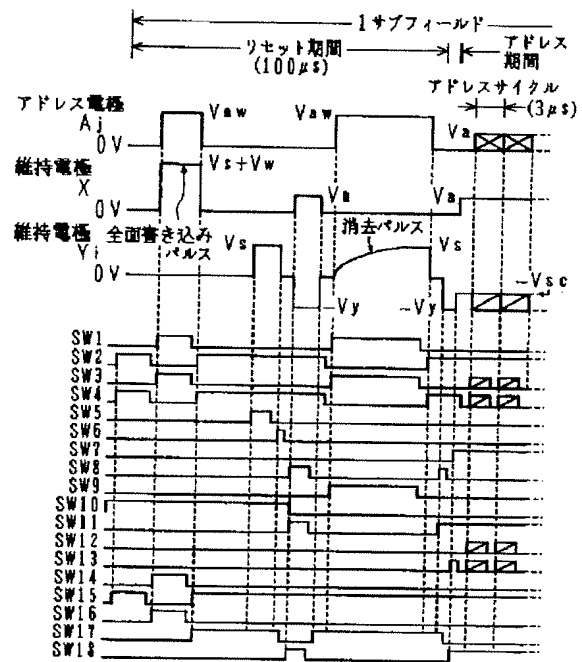 1サブフィールド
リセット期間
(100μs)
アドレス
期間
アドレスサイクル
(3μs)
アドレス電極
Aj
0V
Vaw
Vaw
Va
維持電極
X
0V
Vs+Vw
Va
維持電極
Yi
0V
全面書き込み
パルス
Vs
消去パルス
Vs
-Vy
-Vy
-Vsc
SW1
SW2
SW3
SW4
SW5
SW6
SW7
SW8
SW9
SW10
SW11
SW12
SW13
SW14
SW15
SW16
SW17
SW18